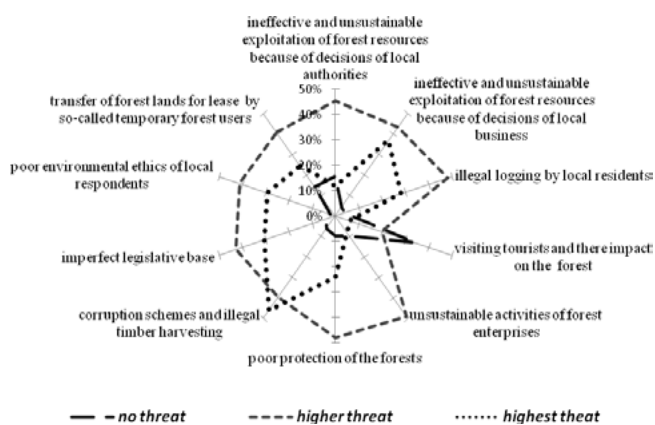 ineffective and unsustainable
exploitation of forest resources
because of decisions of local
authorities
ineffective and unsustainable
exploitation of forest resources
because of decisions of local
business
illegal logging by local residents
visiting tourists and there impact
on the forest
unsustainable activities of forest
enterprises
poor protection of the forests
corruption schemes and illegal
timber harvesting
imperfect legislative base
poor environmental ethics of local
respondents
transfer of forest lands for lease by
so-called temporary forest users
50%
40%
30%
20%
10%
0%
no threat
higher threat
highest theat